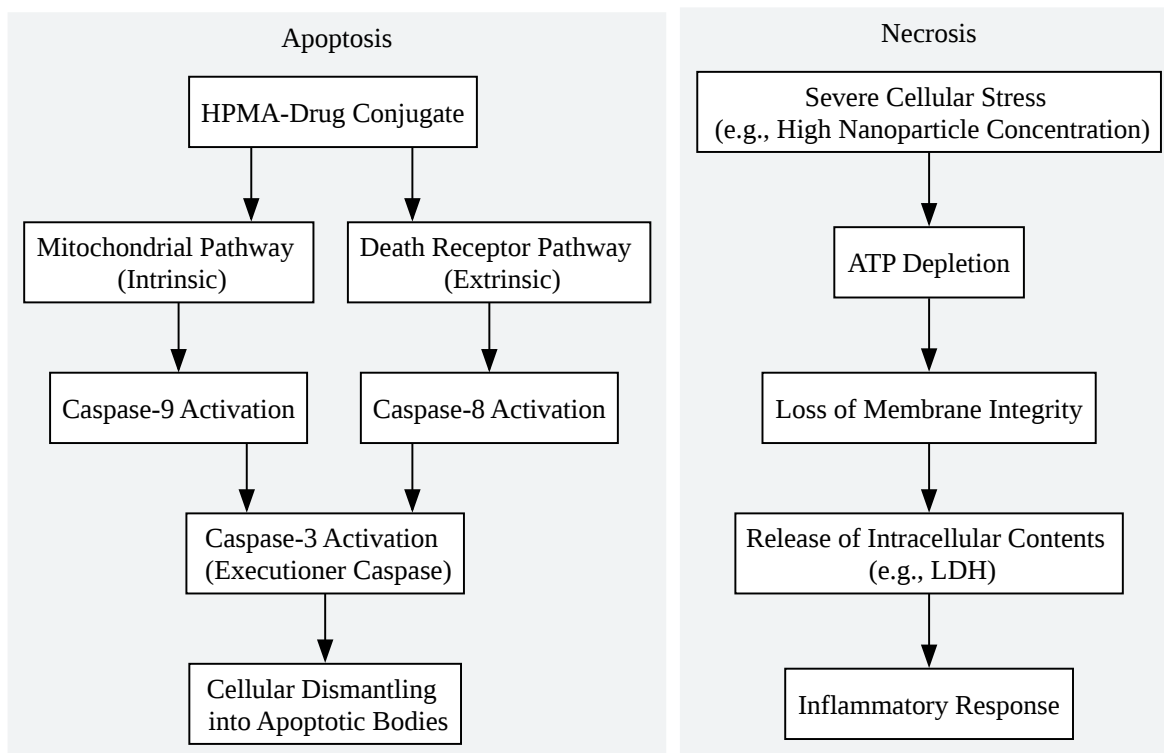 Apoptosis
HPMA-Drug Conjugate
Mitochondrial Pathway
(Intrinsic)
Death Receptor Pathway
(Extrinsic)
Caspase-9 Activation
Caspase-8 Activation
Caspase-3 Activation
(Executioner Caspase)
Cellular Dismantling
into Apoptotic Bodies
Necrosis
Severe Cellular Stress
(e.g., High Nanoparticle Concentration)
ATP Depletion
Loss of Membrane Integrity
Release of Intracellular Contents
(e.g., LDH)
Inflammatory Response